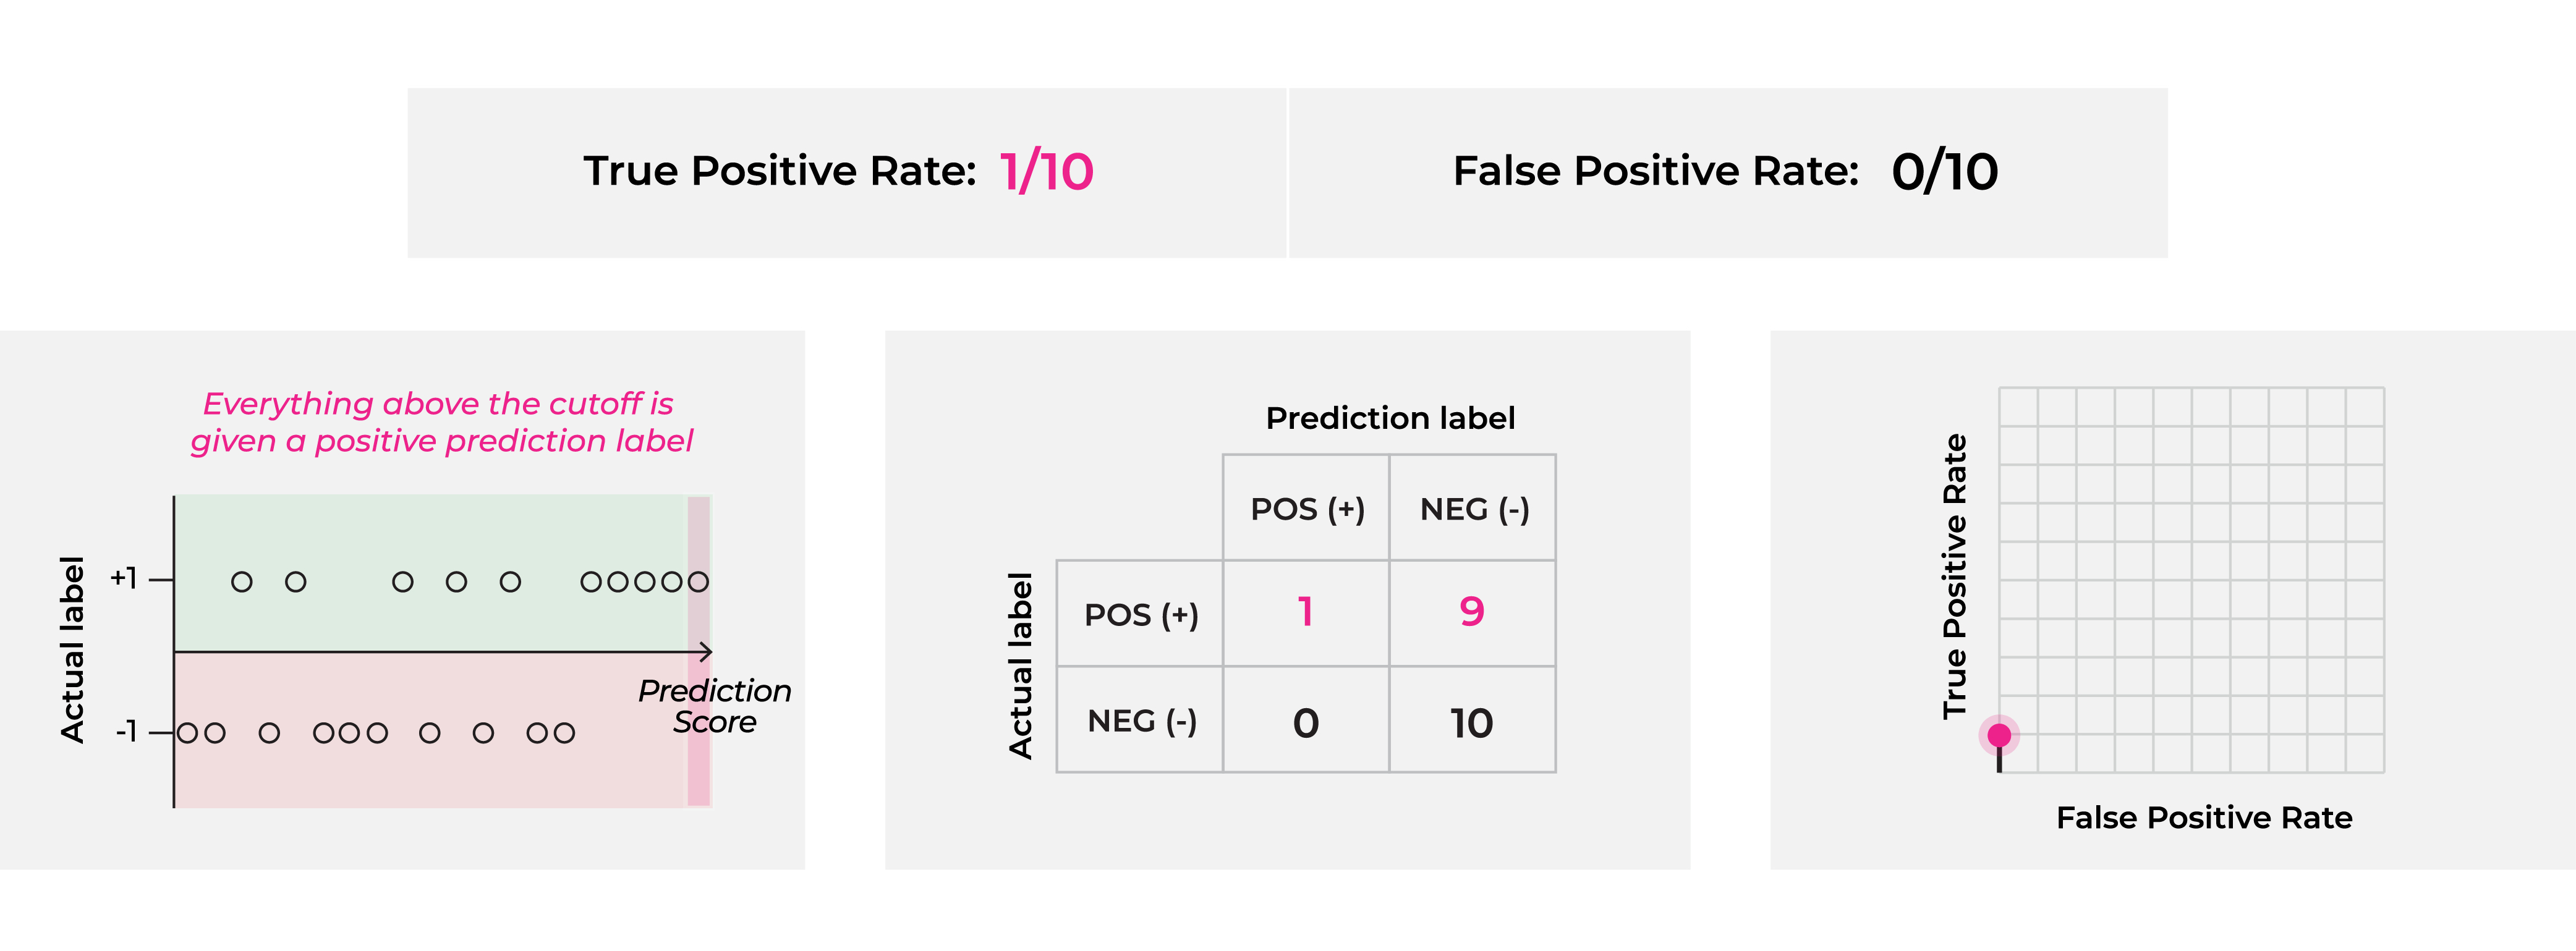 True Positive Rate: 1/10
False Positive Rate: 0/10
Everything above the cutoff is
given a positive prediction label
Actual label
+1
-1
Prediction
Score
Prediction label
POS (+) NEG (-)
Actual label
POS (+) 1 9
NEG (-) 0 10
True Positive Rate
False Positive Rate